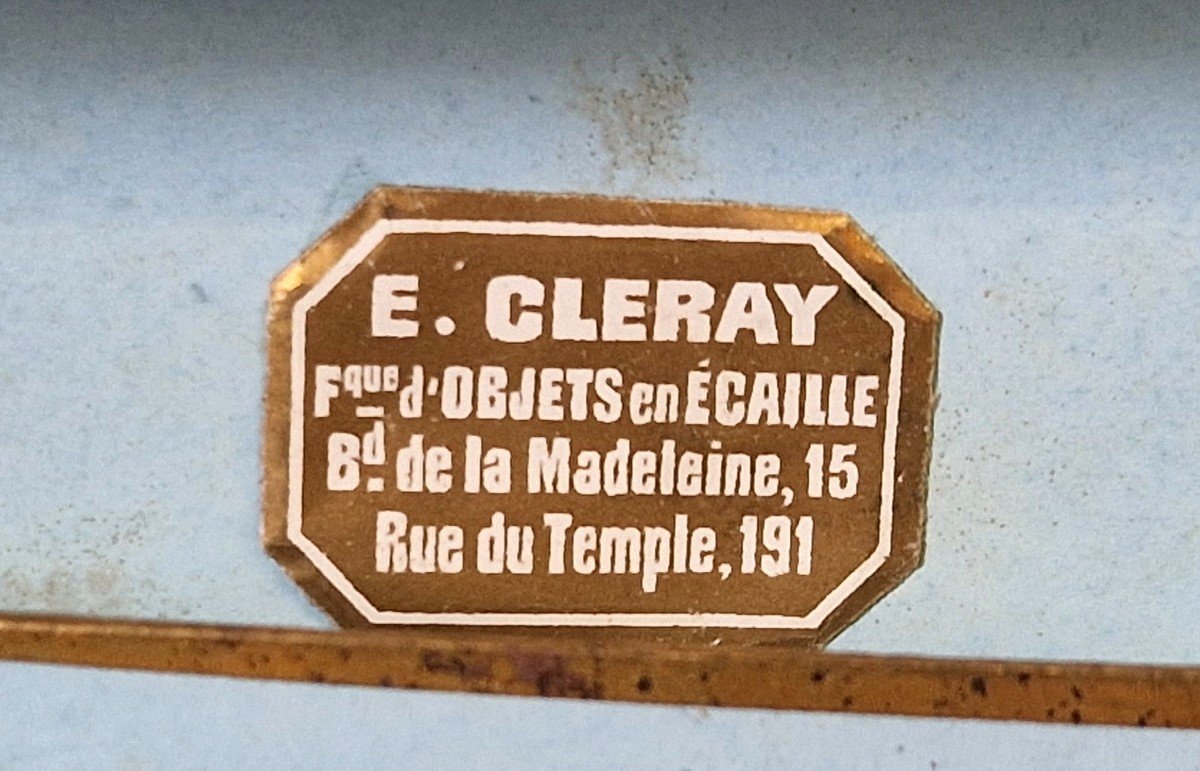 E. CLERAY
Fque d'OBJETS en ÉCAILLE
Bd. de la Madeleine, 15
Rue du Temple, 191